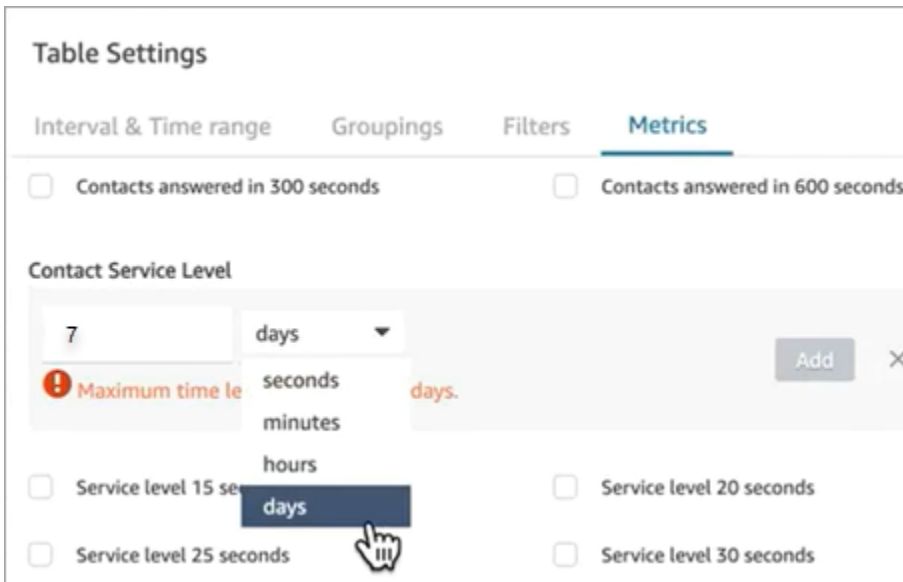 Table Settings
Interval & Time range Groupings Filters Metrics
Contacts answered in 300 seconds Contacts answered in 600 seconds
Contact Service Level
7 days
Add
seconds
Maximum time le days.
minutes
hours
Service level 15 se Service level 20 seconds
days
Service level 25 seconds Service level 30 seconds